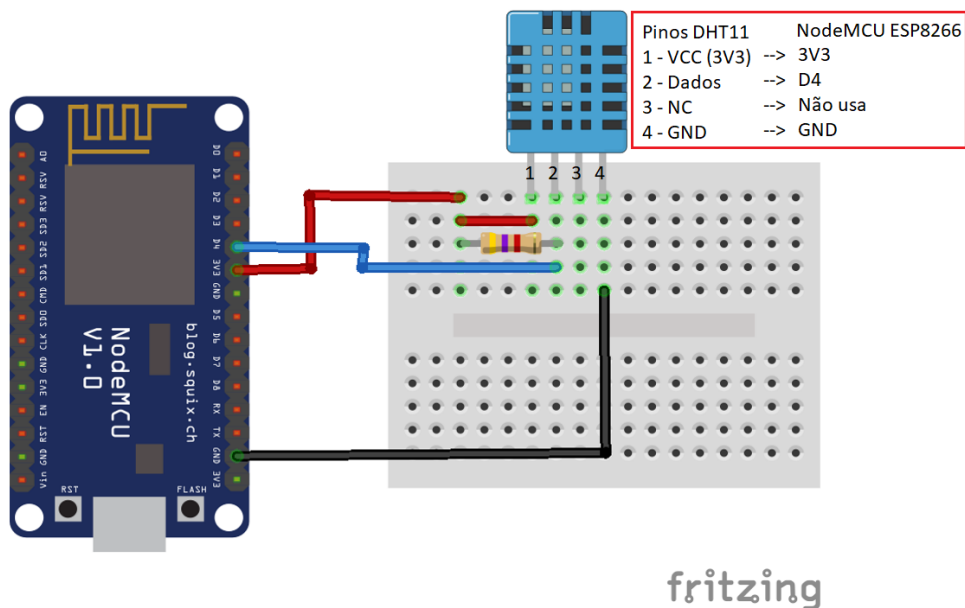 Pinos DHT11 NodeMCU ESP8266
1 - VCC (3V3) --> 3V3
2 - Dados --> D4
3 - NC --> Não usa
4 - GND --> GND
1 2 3 4
A0
RSV
RSV
SD3
SD2
SD1
CMD
SD0
CLK
GND
3V3
EN
RST
GND
Vin
D0
D1
D2
D3
D4
3V3
GND
D5
D6
D7
D8
RX
TX
GND
3V3
NodeMCU
V1.0
blog.squix.ch
RST
FLASH
fritzing